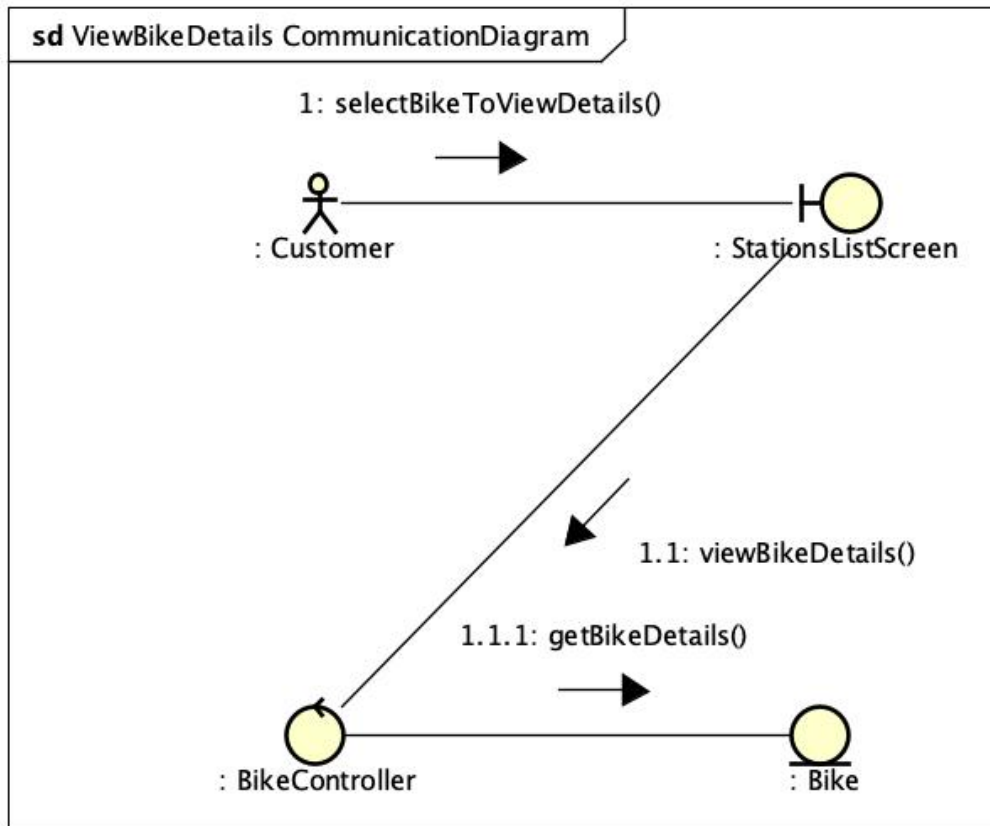 sd ViewBikeDetails CommunicationDiagram
1: selectBikeToViewDetails()
: Customer
: StationsListScreen
1.1: viewBikeDetails()
1.1.1: getBikeDetails()
: BikeController
: Bike